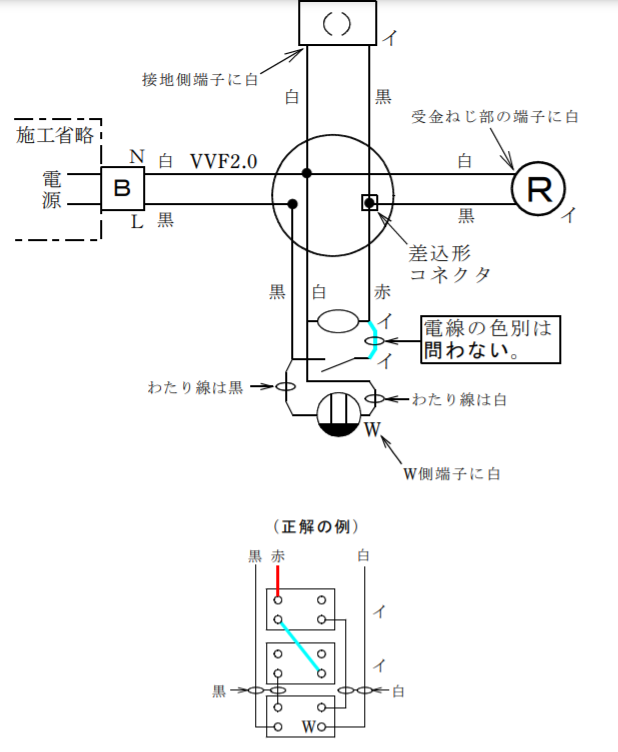 ( )
イ
接地側端子に白
白
黒
受金ねじ部の端子に白
施工省略
電
源
N
白
VVF2.0
白
B
R
L
黒
黒
イ
差込形
コネクタ
黒
白
赤
イ
電線の色別は
問わない。
イ
わたり線は黒
わたり線は白
W
W側端子に白
(正解の例)
黒
赤
白
イ
イ
黒
白
W